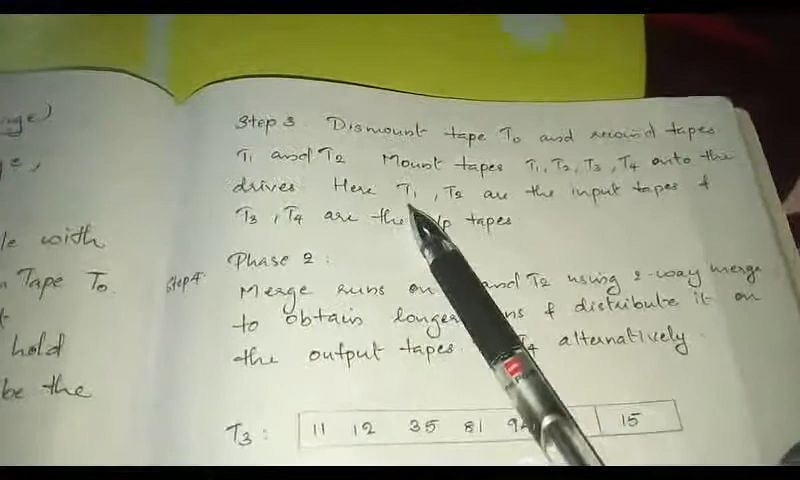 nge)
le with
Tape T0.
hold
be the
Step 3 Dismount tape T0 and rewind tapes
T1 and T2 Mount tapes T1, T2, T3, T4 onto the
drives Here T1, T2 are the input tapes &
T3, T4 are the o/p tapes
Phase 2:
Step 4: Merge runs on and T2 using 2-way merge
to obtain longer & distribute it on
the output tapes T4 alternatively.
T3: 11 12 35 81 15